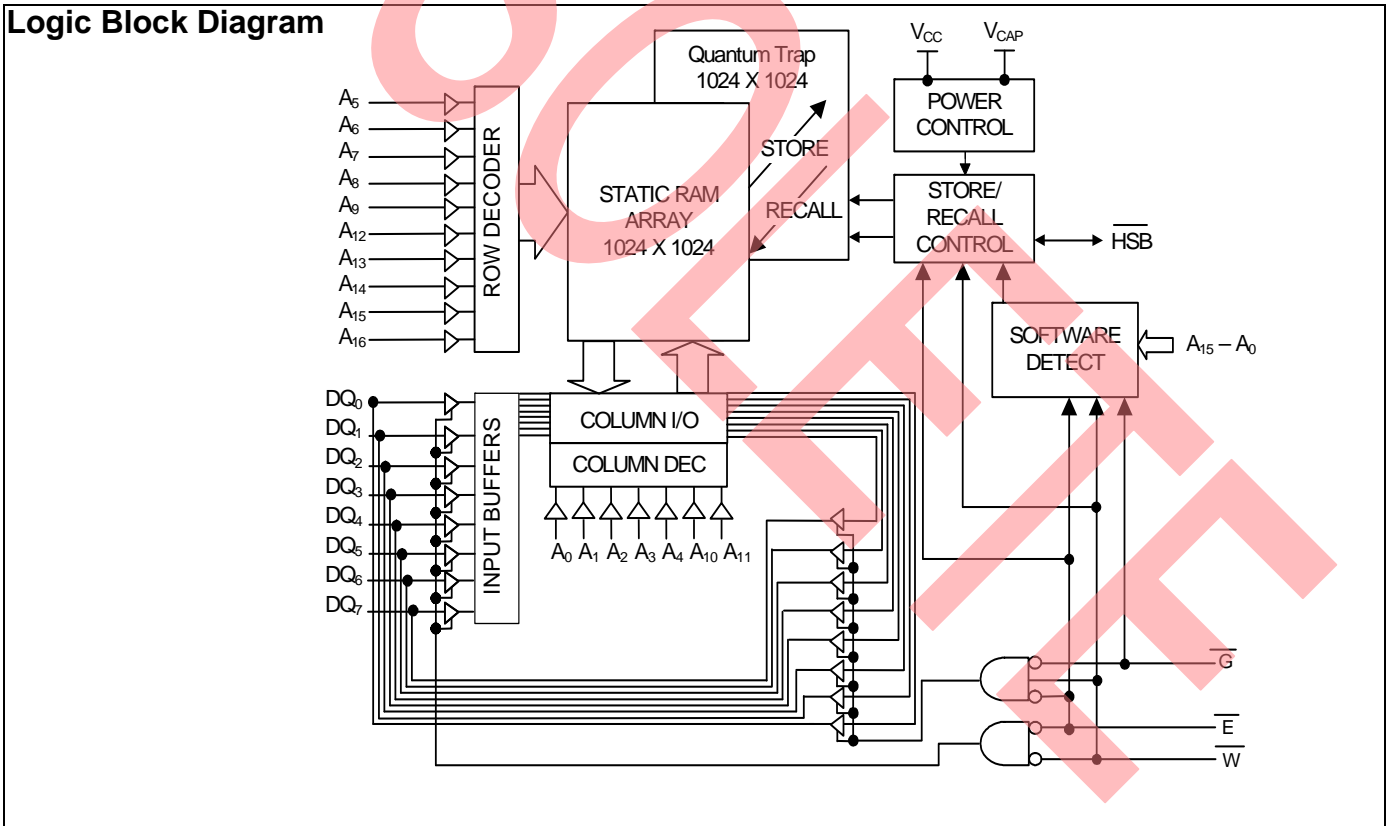 Logic Block Diagram
V_CC
V_CAP
Quantum Trap
1024 X 1024
POWER
CONTROL
A5
A6
A7
A8
A9
A12
A13
A14
A15
A16
ROW DECODER
STATIC RAM
ARRAY
1024 X 1024
STORE
RECALL
STORE/
RECALL
CONTROL
HSB
SOFTWARE
DETECT
A15 – A0
DQ0
DQ1
DQ2
DQ3
DQ4
DQ5
DQ6
DQ7
INPUT BUFFERS
COLUMN I/O
COLUMN DEC
A0 A1 A2 A3 A4 A10 A11
G
E
W